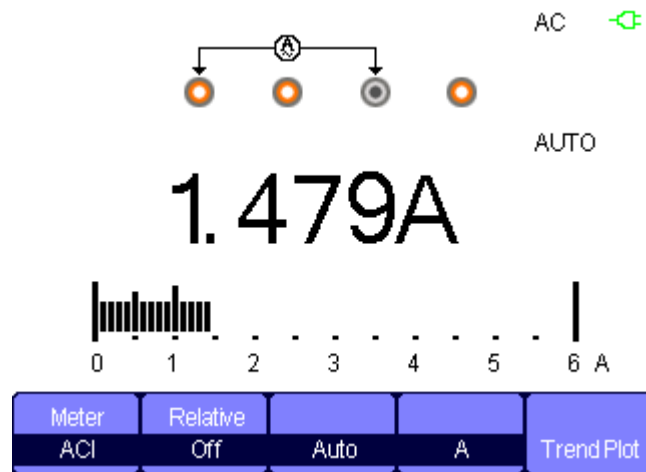 AC
A
AUTO
1.479A
0 1 2 3 4 5 6 A
Meter Relative
ACI Off Auto A Trend Plot